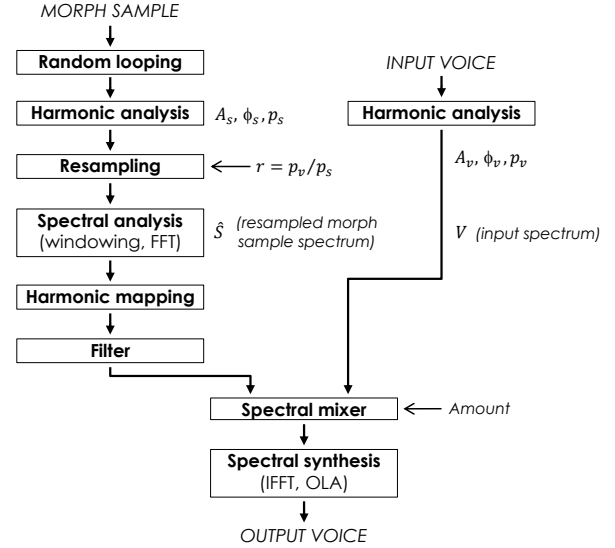 MORPH SAMPLE
Random looping
INPUT VOICE
Harmonic analysis
A_s, ϕ_s, p_s
Harmonic analysis
Resampling
r = p_v/p_s
A_v, ϕ_v, p_v
Spectral analysis
(windowing, FFT)
Ŝ (resampled morph
sample spectrum)
V (input spectrum)
Harmonic mapping
Filter
Spectral mixer
Amount
Spectral synthesis
(IFFT, OLA)
OUTPUT VOICE